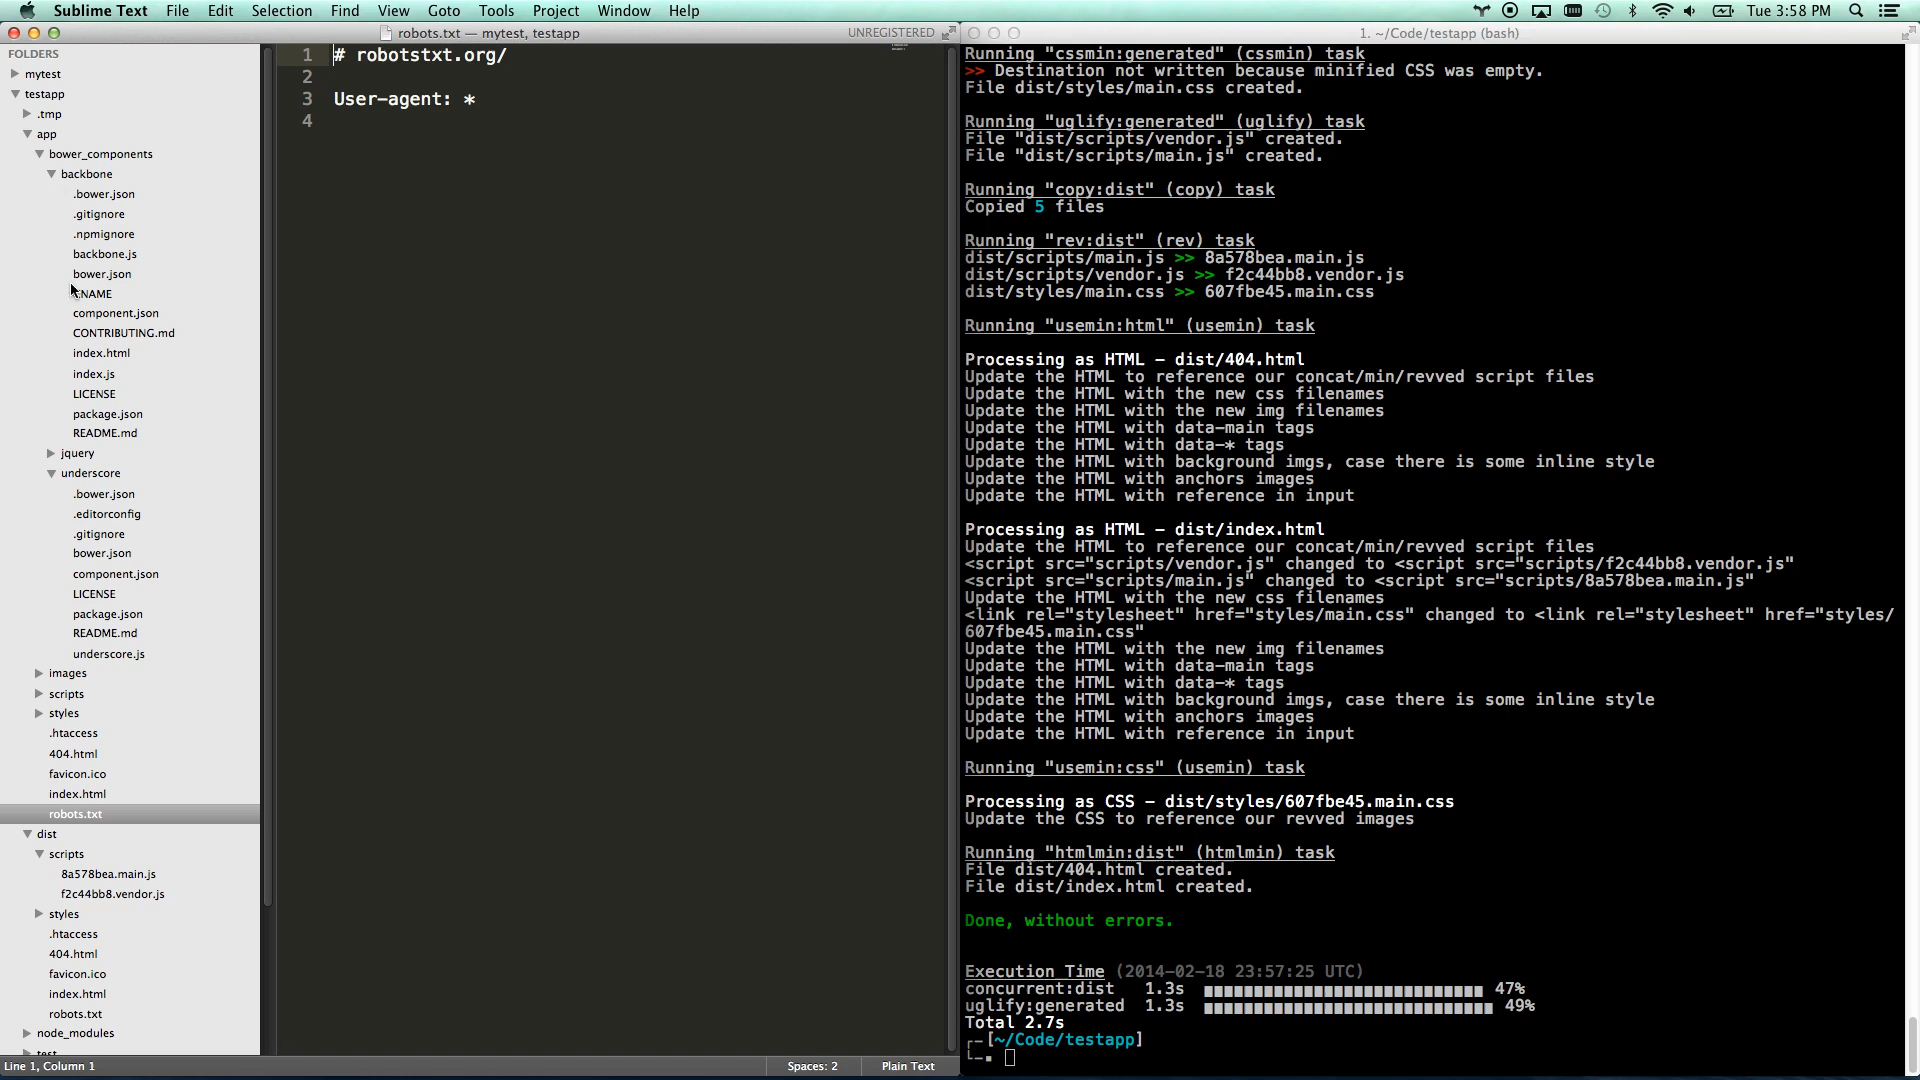 Sublime Text File Edit Selection Find View Goto Tools Project Window Help Tue 3:58 PM
robots.txt — mytest, testapp UNREGISTERED
FOLDERS
mytest
testapp
.tmp
app
bower_components
backbone
.bower.json
.gitignore
.npmignore
backbone.js
bower.json
NAME
component.json
CONTRIBUTING.md
index.html
index.js
LICENSE
package.json
README.md
jquery
underscore
.bower.json
.editorconfig
.gitignore
bower.json
component.json
LICENSE
package.json
README.md
underscore.js
images
scripts
styles
.htaccess
404.html
favicon.ico
index.html
robots.txt
dist
scripts
8a578bea.main.js
f2c44bb8.vendor.js
styles
.htaccess
404.html
favicon.ico
index.html
robots.txt
node_modules
test
1 # robotstxt.org/
2
3 User-agent: *
4
Line 1, Column 1 Spaces: 2 Plain Text
1. ~/Code/testapp (bash)
Running "cssmin:generated" (cssmin) task
>> Destination not written because minified CSS was empty.
File dist/styles/main.css created.
Running "uglify:generated" (uglify) task
File "dist/scripts/vendor.js" created.
File "dist/scripts/main.js" created.
Running "copy:dist" (copy) task
Copied 5 files
Running "rev:dist" (rev) task
dist/scripts/main.js >> 8a578bea.main.js
dist/scripts/vendor.js >> f2c44bb8.vendor.js
dist/styles/main.css >> 607fbe45.main.css
Running "usemin:html" (usemin) task
Processing as HTML – dist/404.html
Update the HTML to reference our concat/min/revved script files
Update the HTML with the new css filenames
Update the HTML with the new img filenames
Update the HTML with data-main tags
Update the HTML with data-* tags
Update the HTML with background imgs, case there is some inline style
Update the HTML with anchors images
Update the HTML with reference in input
Processing as HTML – dist/index.html
Update the HTML to reference our concat/min/revved script files
<script src="scripts/vendor.js" changed to <script src="scripts/f2c44bb8.vendor.js"
<script src="scripts/main.js" changed to <script src="scripts/8a578bea.main.js"
Update the HTML with the new css filenames
<link rel="stylesheet" href="styles/main.css" changed to <link rel="stylesheet" href="styles/
607fbe45.main.css"
Update the HTML with the new img filenames
Update the HTML with data-main tags
Update the HTML with data-* tags
Update the HTML with background imgs, case there is some inline style
Update the HTML with anchors images
Update the HTML with reference in input
Running "usemin:css" (usemin) task
Processing as CSS – dist/styles/607fbe45.main.css
Update the CSS to reference our revved images
Running "htmlmin:dist" (htmlmin) task
File dist/404.html created.
File dist/index.html created.
Done, without errors.
Execution Time (2014-02-18 23:57:25 UTC)
concurrent:dist 1.3s 47%
uglify:generated 1.3s 49%
Total 2.7s
[~/Code/testapp]